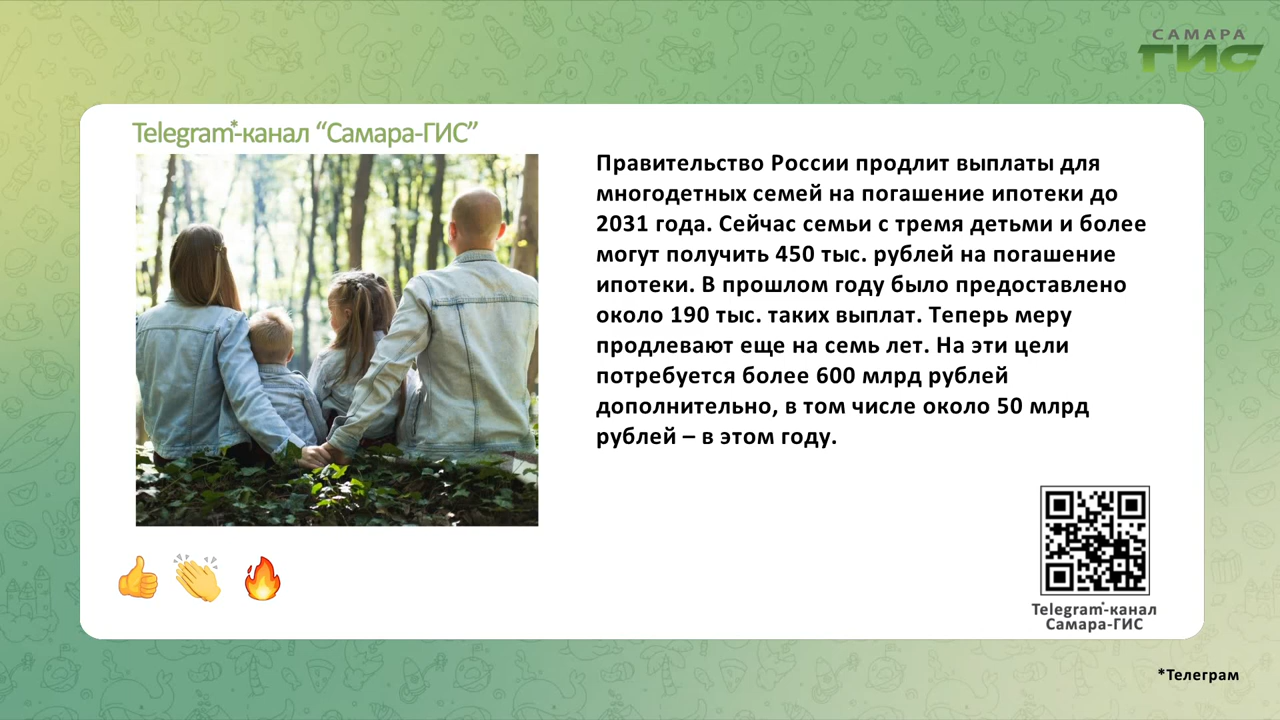 САМАРА
ГИС
Telegram*-канал “Самара-ГИС”
Правительство России продлит выплаты для
многодетных семей на погашение ипотеки до
2031 года. Сейчас семьи с тремя детьми и более
могут получить 450 тыс. рублей на погашение
ипотеки. В прошлом году было предоставлено
около 190 тыс. таких выплат. Теперь меру
продлевают еще на семь лет. На эти цели
потребуется более 600 млрд рублей
дополнительно, в том числе около 50 млрд
рублей – в этом году.
Telegram*-канал
Самара-ГИС
*Телеграм